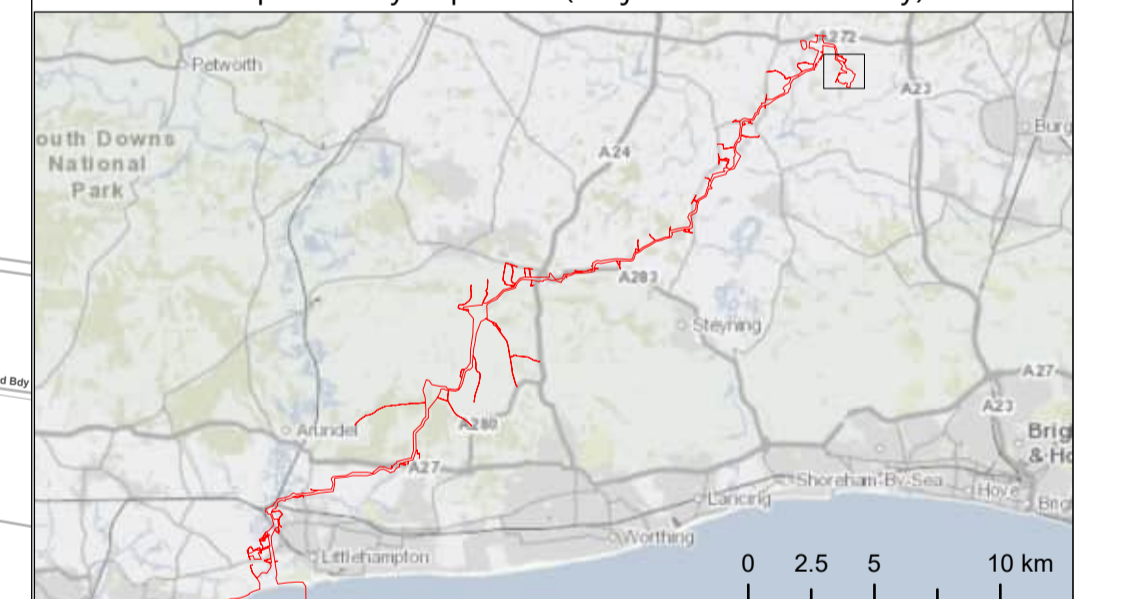 A272
Petworth
A23
Burg
outh Downs
National
Park
A24
A283
Steyning
d Bdy
A27
A23
Arundel
A280
Brig
& Ho
A27
Shoreham-By-Sea
Hove
Lancing
Brig
Worthing
Littlehampton
0 2.5 5 10 km